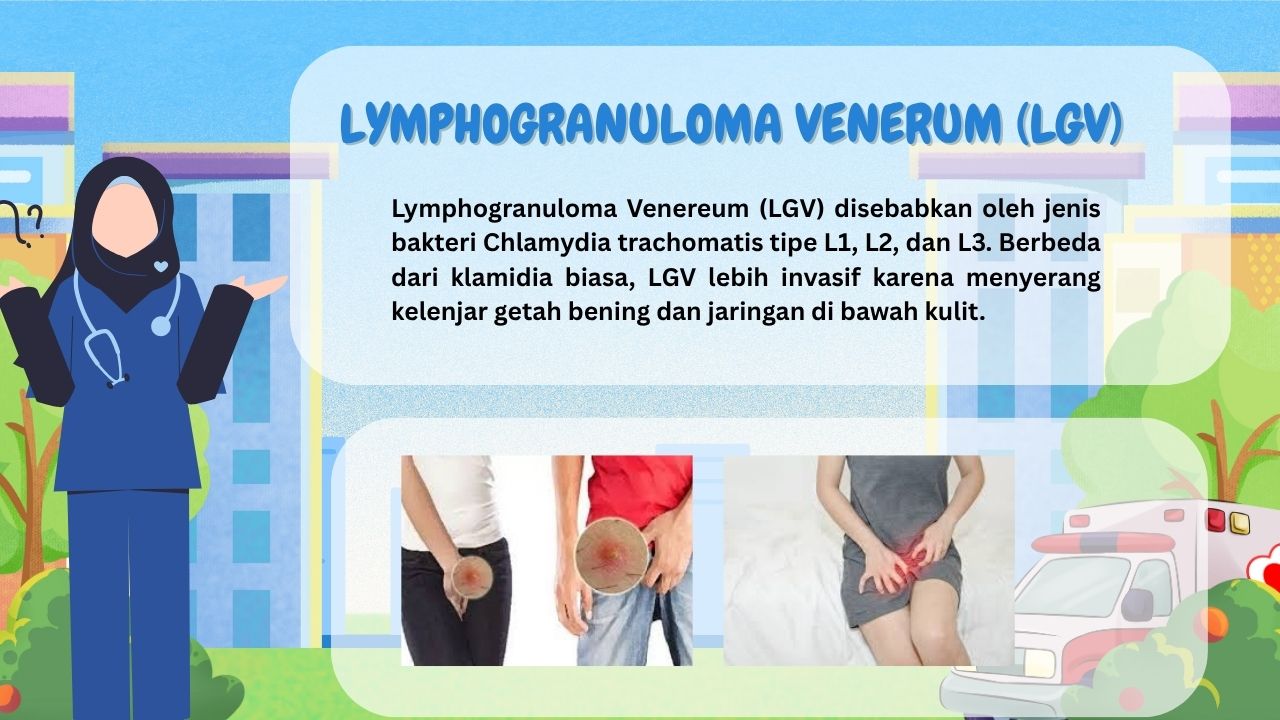 LYMPHOGRANULOMA VENERUM (LGV)
Lymphogranuloma Venereum (LGV) disebabkan oleh jenis
bakteri Chlamydia trachomatis tipe L1, L2, dan L3. Berbeda
dari klamidia biasa, LGV lebih invasif karena menyerang
kelenjar getah bening dan jaringan di bawah kulit.